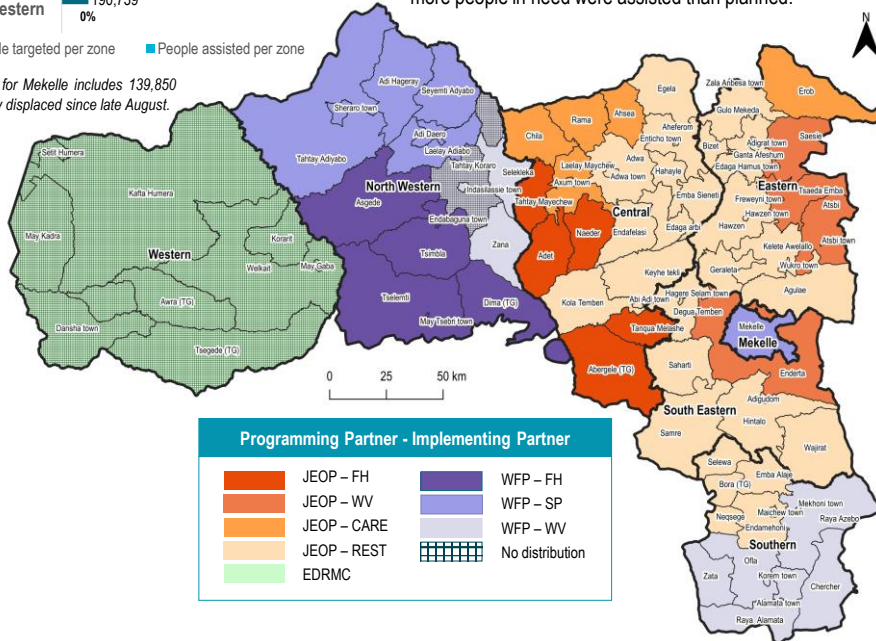 estern
190,759
0%
more people in need were assisted than planned.
le targeted per zone
People assisted per zone
for Mekelle includes 139,850
y displaced since late August.
N
Adi Hageray
Seyemti Adyabo
Sheraro town
Adi Daero
Laelay Adiabo
Tahtay Adiyabo
Tahtay Koraro
Selekleka
North Western
Indasilassie town
Asgede
Endabaguna town
Zana
Tsimbla
Tselemti
Dima (TG)
May Tsebri town
Setit Humera
Kafta Humera
May Kadra
Western
Korarit
Welkait
May Gaba
Awra (TG)
Dansha town
Tsegede (TG)
Egela
Rama
Ahsea
Chila
Aheferom
Enticho town
Laelay Maychew
Adwa
Axum town
Adwa town
Hahayle
Tahtay Mayechew
Central
Emba Sieneti
Naeder
Endafelasi
Edaga arbi
Adet
Keyhe tekli
Kola Temben
Abi Adi town
Tanqua Melashe
Abergele (TG)
Zala Anbesa town
Erob
Gulo Mekeda
Saesie
Bizet
Adigrat town
Ganta Afeshum
Edaga Hamus town
Eastern
Tsaeda Emba
Freweyni town
Atsbi
Hawzen town
Hawzen
Kelete Awelallo
Atsbi town
Wukro town
Geraleta
Agulae
Hagere Selam town
Degua Temben
Mekelle
Mekelle
Saharti
Enderta
Adigudom
South Eastern
Hintalo
Samre
Wajirat
Selewa
Emba Alaje
Bora (TG)
Mekhoni town
Neqsege
Maichew town
Raya Azebo
Endamehoni
Southern
Ofla
Zata
Korem town
Chercher
Alamata town
Raya Alamata
0 25 50 km
Programming Partner - Implementing Partner
JEOP – FH
JEOP – WV
JEOP – CARE
JEOP – REST
EDRMC
WFP – FH
WFP – SP
WFP – WV
No distribution